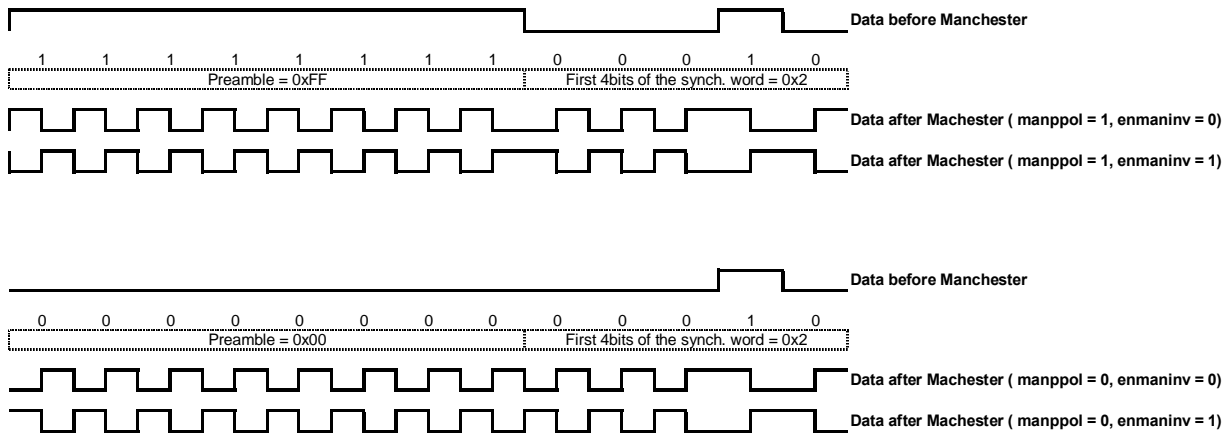 Data before Manchester
1 1 1 1 1 1 1 1 0 0 0 1 0
Preamble = 0xFF First 4bits of the synch. word = 0x2
Data after Machester ( manppol = 1, enmaninv = 0)
Data after Machester ( manppol = 1, enmaninv = 1)
Data before Manchester
0 0 0 0 0 0 0 0 0 0 0 1 0
Preamble = 0x00 First 4bits of the synch. word = 0x2
Data after Machester ( manppol = 0, enmaninv = 0)
Data after Machester ( manppol = 0, enmaninv = 1)